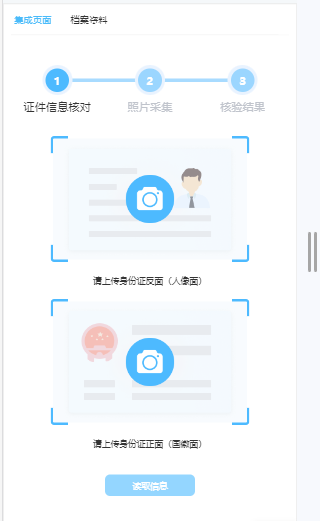 集成页面 档案资料
1 2 3
证件信息核对 照片采集 核验结果
请上传身份证反面（人像面）
请上传身份证正面（国徽面）
读取信息